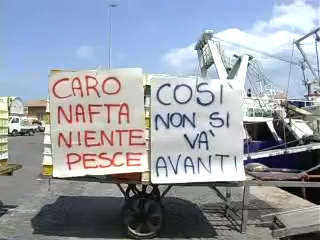 CARO
NAFTA
NIENTE
PESCE
COSI'
NON SI
VA'
AVANTI